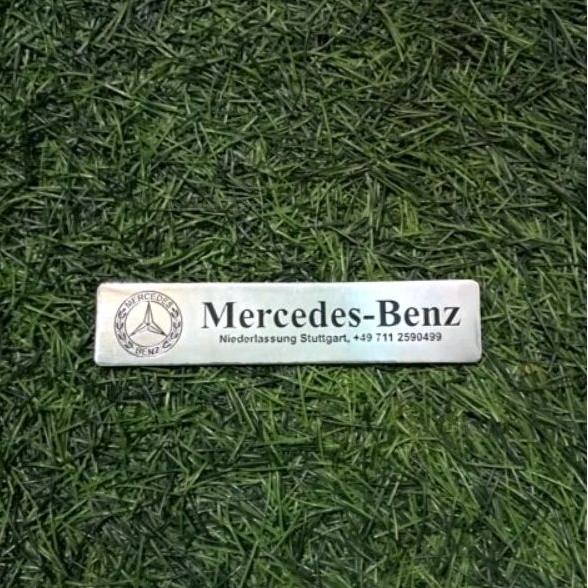 MERCEDES
BENZ
Mercedes-Benz
Niederlassung Stuttgart, +49 711 2590499